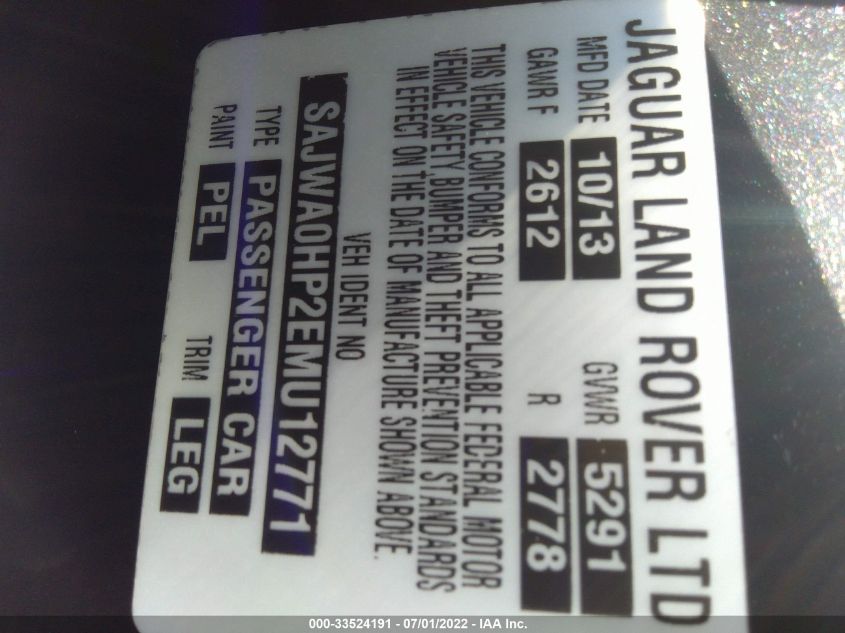 JAGUAR LAND ROVER LTD
MFD DATE 10/13 GVWR 5291
GAWR F 2612 R 2778
THIS VEHICLE CONFORMS TO ALL APPLICABLE FEDERAL MOTOR
VEHICLE SAFETY, BUMPER AND THEFT PREVENTION STANDARDS
IN EFFECT ON THE DATE OF MANUFACTURE SHOWN ABOVE.
VEH IDENT NO
SAJWA0HP2EMU12771
TYPE PASSENGER CAR
PAINT PEL TRIM LEG
000-33524191 - 07/01/2022 - IAA Inc.